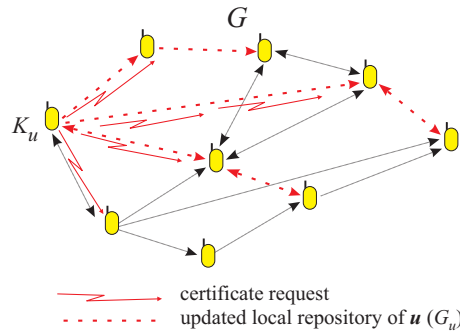 G
K_u
certificate request
updated local repository of u (G_u)